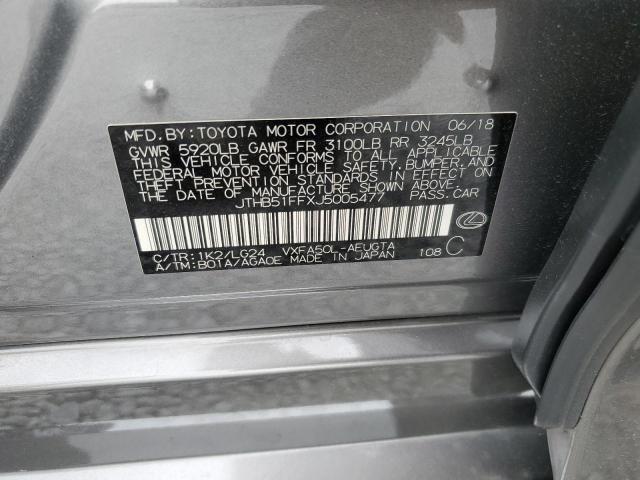 MFD.BY:TOYOTA MOTOR CORPORATION 06/18
GVWR 5920LB GAWR FR 3100LB RR 3245LB
THIS VEHICLE CONFORMS TO ALL APPLICABLE
FEDERAL MOTOR VEHICLE SAFETY, BUMPER, AND
THEFT PREVENTION STANDARDS IN EFFECT ON
THE DATE OF MANUFACTURE SHOWN ABOVE.
JTHB51FFXJ5005477 PASS.CAR
C/TR:1K2/LG24 VXFA50L-AEUGTA
A/TM:B01A/AGA0E MADE IN JAPAN 108 C